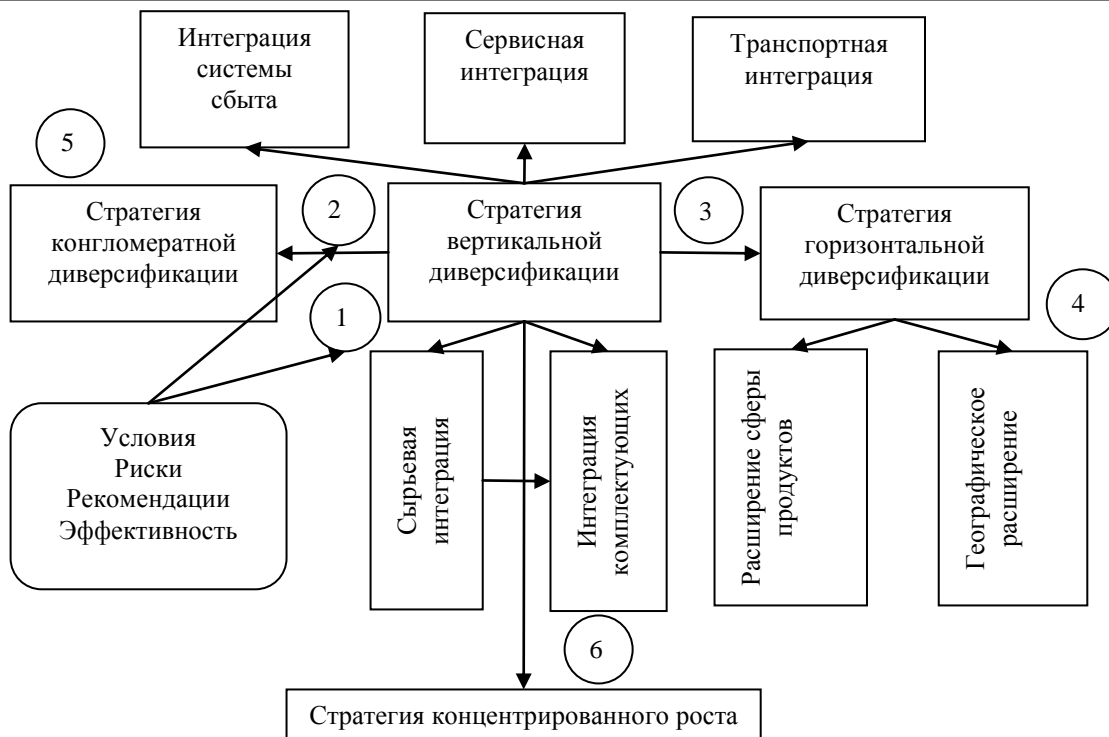 Интеграция
системы
сбыта
Сервисная
интеграция
Транспортная
интеграция
5
Стратегия
конгломератной
диверсификации
2
Стратегия
вертикальной
диверсификации
3
Стратегия
горизонтальной
диверсификации
4
1
Условия
Риски
Рекомендации
Эффективность
Сырьевая
интеграция
Интеграция
комплектующих
Расширение сферы
продуктов
Географическое
расширение
6
Стратегия концентрированного роста